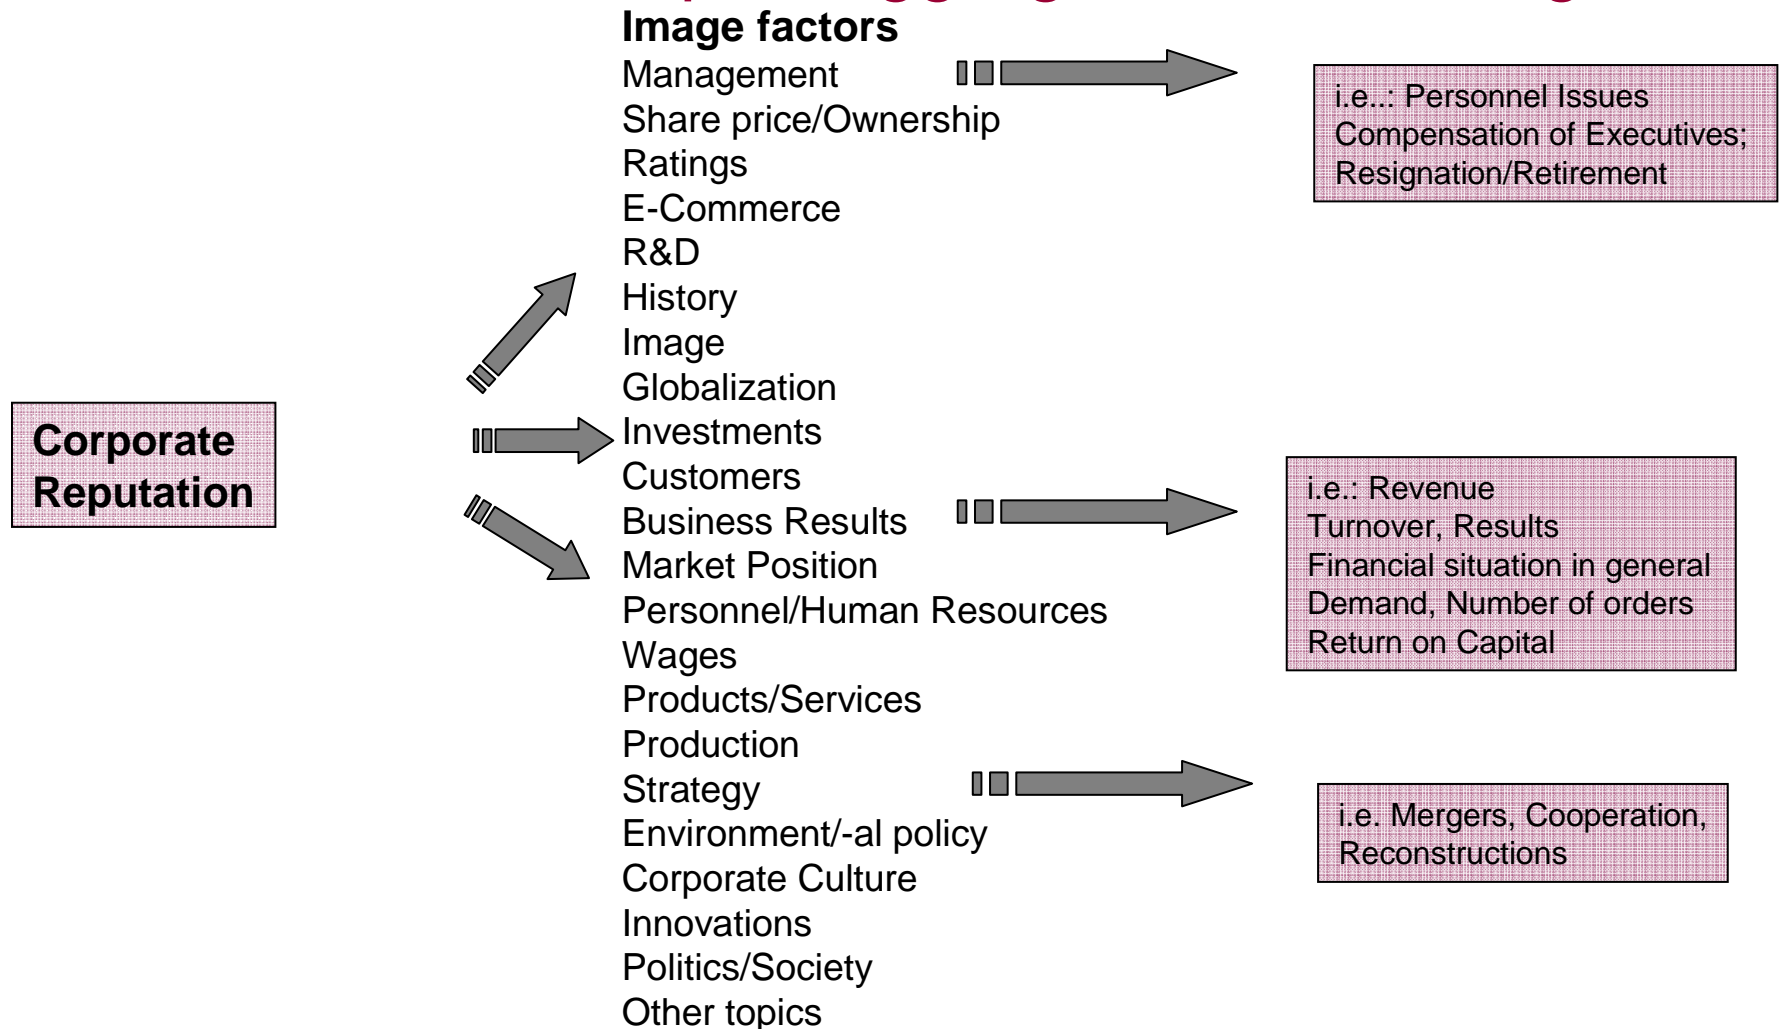 Image factors
Management
Share price/Ownership
Ratings
E-Commerce
R&D
History
Image
Globalization
Investments
Customers
Business Results
Market Position
Personnel/Human Resources
Wages
Products/Services
Production
Strategy
Environment/-al policy
Corporate Culture
Innovations
Politics/Society
Other topics
Corporate
Reputation
i.e..: Personnel Issues
Compensation of Executives;
Resignation/Retirement
i.e.: Revenue
Turnover, Results
Financial situation in general
Demand, Number of orders
Return on Capital
i.e. Mergers, Cooperation,
Reconstructions